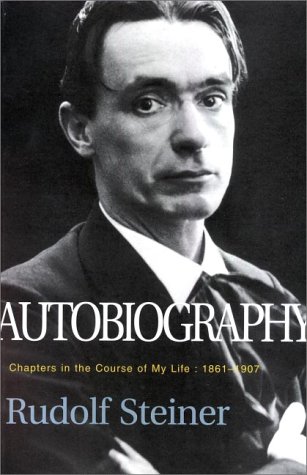 AUTOBIOGRAPHY
Chapters in the Course of My Life : 1861–1907
Rudolf Steiner